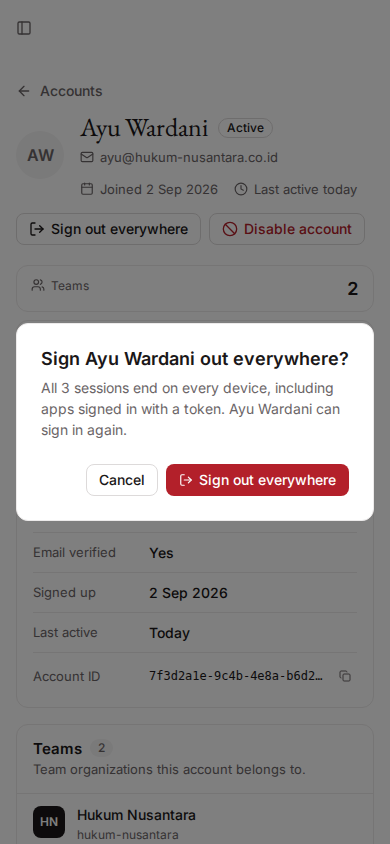 Accounts
AW
Ayu Wardani
Active
ayu@hukum-nusantara.co.id
Joined 2 Sep 2026
Last active today
Sign out everywhere
Disable account
Teams
2
Sign Ayu Wardani out everywhere?
All 3 sessions end on every device, including
apps signed in with a token. Ayu Wardani can
sign in again.
Cancel
Sign out everywhere
Email verified
Yes
Signed up
2 Sep 2026
Last active
Today
Account ID
7f3d2a1e-9c4b-4e8a-b6d2…
Teams
2
Team organizations this account belongs to.
HN
Hukum Nusantara
hukum-nusantara